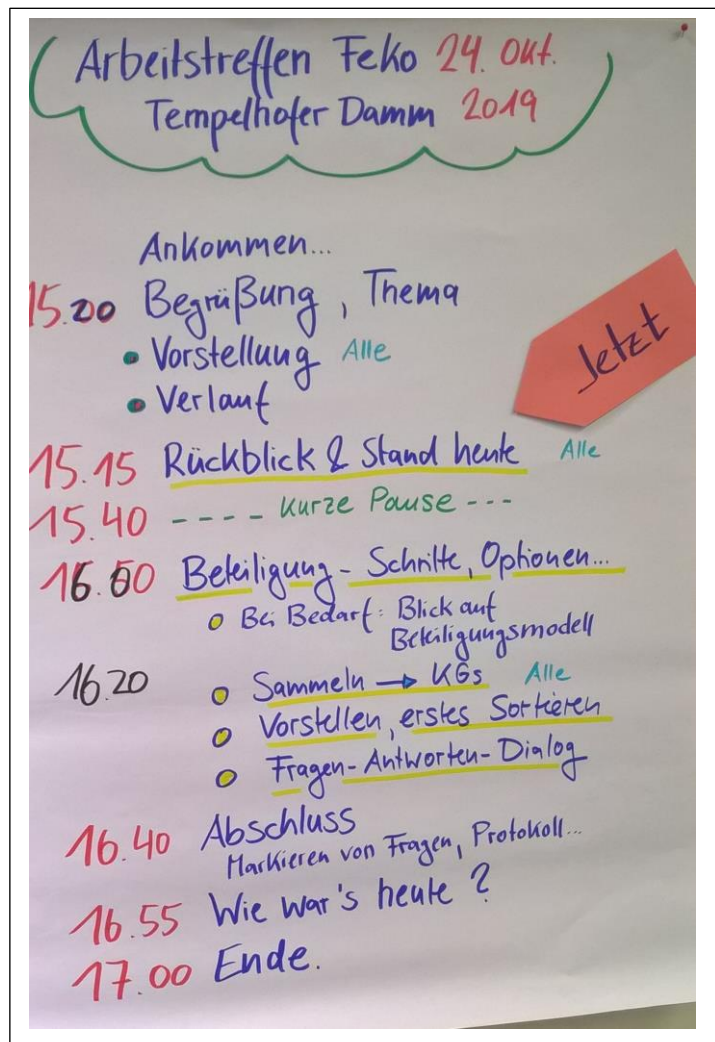 Arbeitstreffen Feko 24. Okt.
Tempelhofer Damm 2019
Ankommen...
15.00 Begrüßung, Thema
• Vorstellung Alle
• Verlauf
Jetzt
15.15 Rückblick & Stand heute Alle
15.40 ---- Kurze Pause ---
16.00 Beteiligung - Schritte, Optionen...
Bei Bedarf: Blick auf
Beteiligungsmodell
16.20 Sammeln → KGs Alle
Vorstellen, erstes Sortieren
Fragen-Antworten-Dialog
16.40 Abschluss
Markieren von Fragen, Protokoll...
16.55 Wie war's heute?
17.00 Ende.